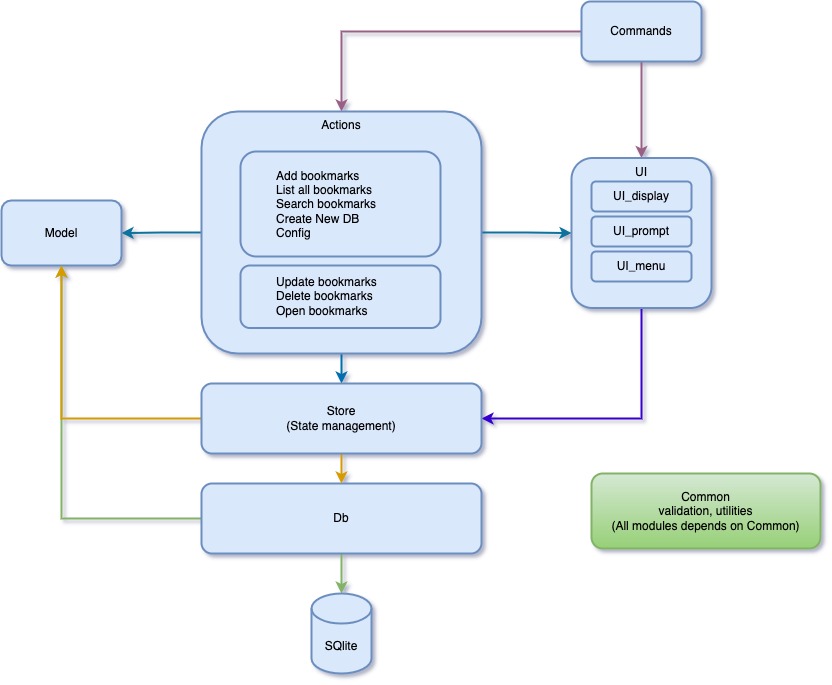 Commands
Actions
Add bookmarks
List all bookmarks
Search bookmarks
Create New DB
Config
Update bookmarks
Delete bookmarks
Open bookmarks
UI
UI_display
UI_prompt
UI_menu
Model
Store
(State management)
Db
Common
validation, utilities
(All modules depends on Common)
SQlite